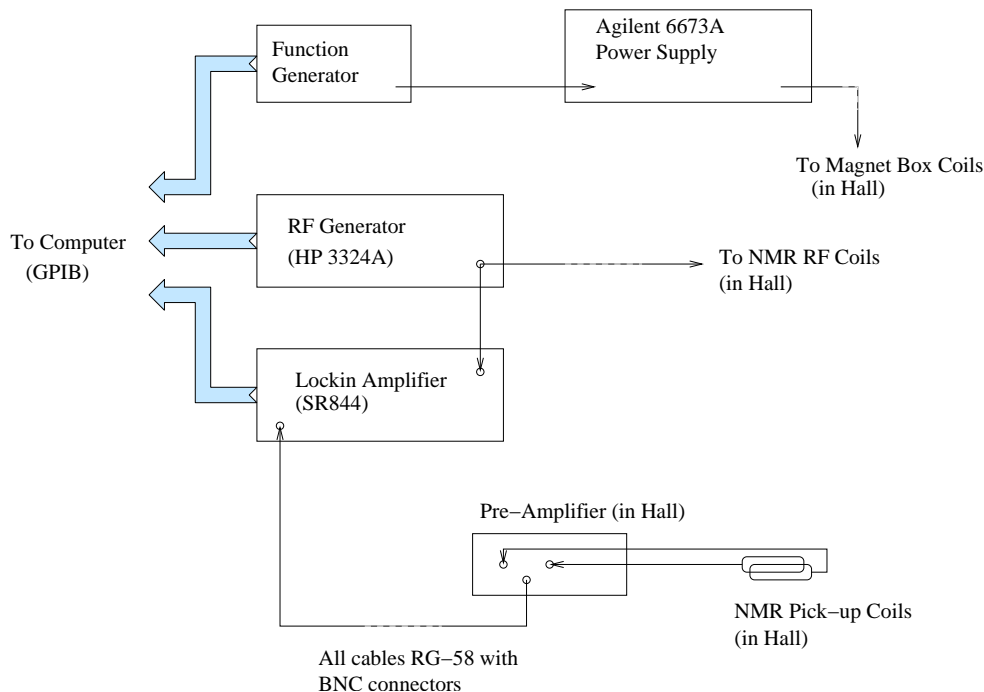 Function
Generator
Agilent 6673A
Power Supply
To Magnet Box Coils
(in Hall)
RF Generator
(HP 3324A)
To Computer
(GPIB)
To NMR RF Coils
(in Hall)
Lockin Amplifier
(SR844)
Pre−Amplifier (in Hall)
NMR Pick−up Coils
(in Hall)
All cables RG−58 with
BNC connectors